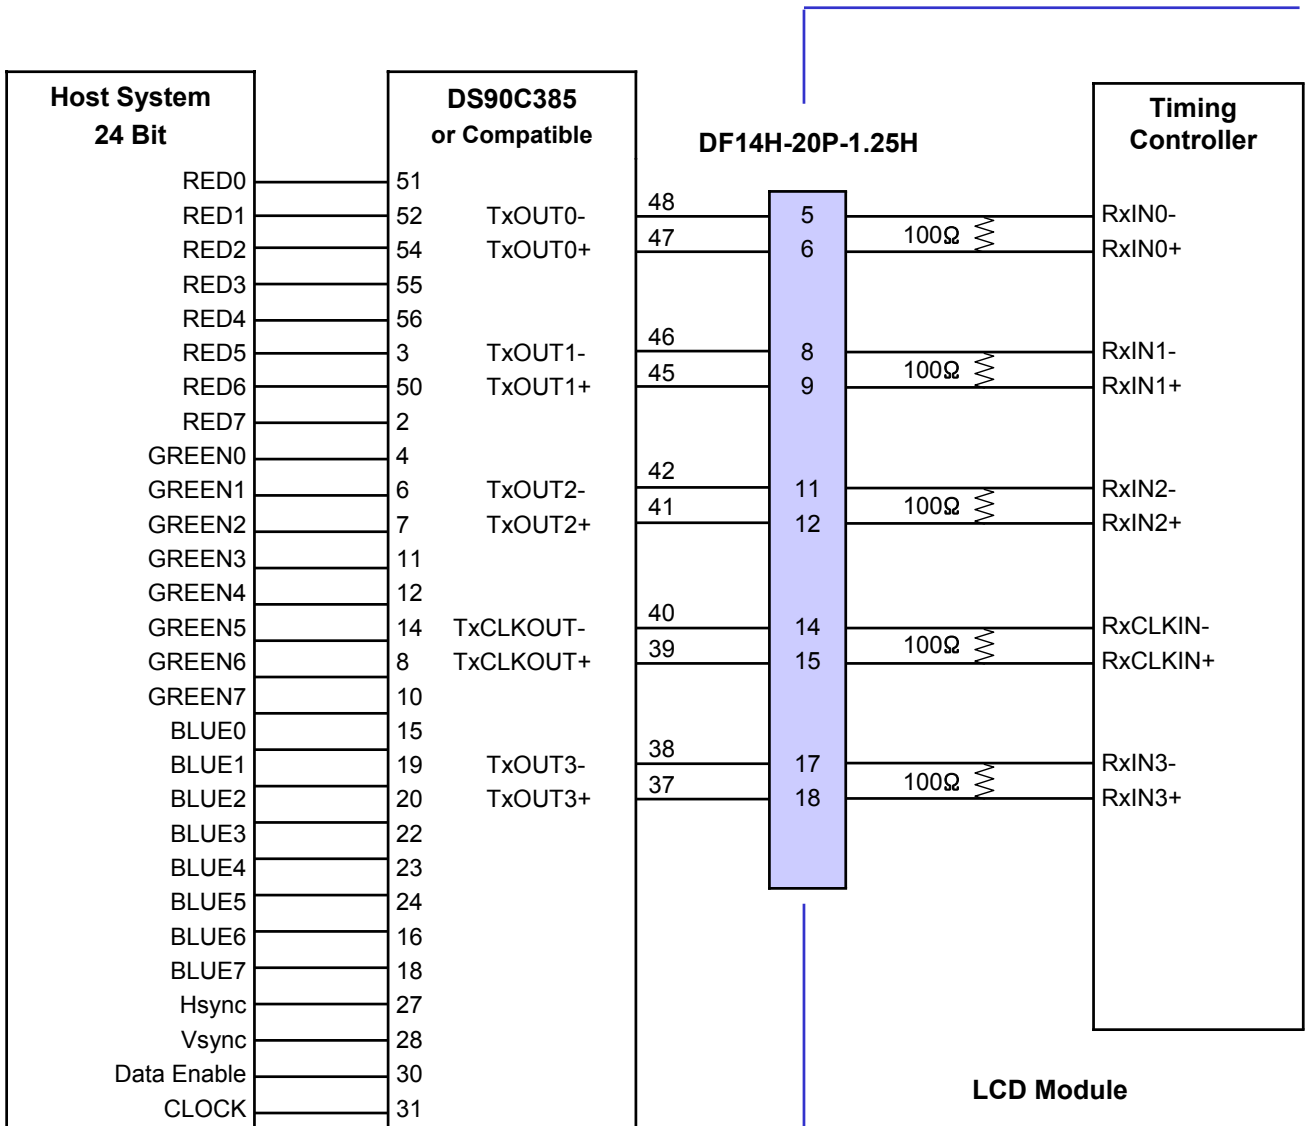 Host System
24 Bit
DS90C385
or Compatible
DF14H-20P-1.25H
Timing
Controller
RED0 51
RED1 52 TxOUT0- 48 5 RxIN0-
100Ω
RED2 54 TxOUT0+ 47 6 RxIN0+
RED3 55
RED4 56
RED5 3 TxOUT1- 46 8 RxIN1-
100Ω
RED6 50 TxOUT1+ 45 9 RxIN1+
RED7 2
GREEN0 4
GREEN1 6 TxOUT2- 42 11 RxIN2-
100Ω
GREEN2 7 TxOUT2+ 41 12 RxIN2+
GREEN3 11
GREEN4 12
GREEN5 14 TxCLKOUT- 40 14 RxCLKIN-
100Ω
GREEN6 8 TxCLKOUT+ 39 15 RxCLKIN+
GREEN7 10
BLUE0 15
BLUE1 19 TxOUT3- 38 17 RxIN3-
100Ω
BLUE2 20 TxOUT3+ 37 18 RxIN3+
BLUE3 22
BLUE4 23
BLUE5 24
BLUE6 16
BLUE7 18
Hsync 27
Vsync 28
Data Enable 30
CLOCK 31
LCD Module